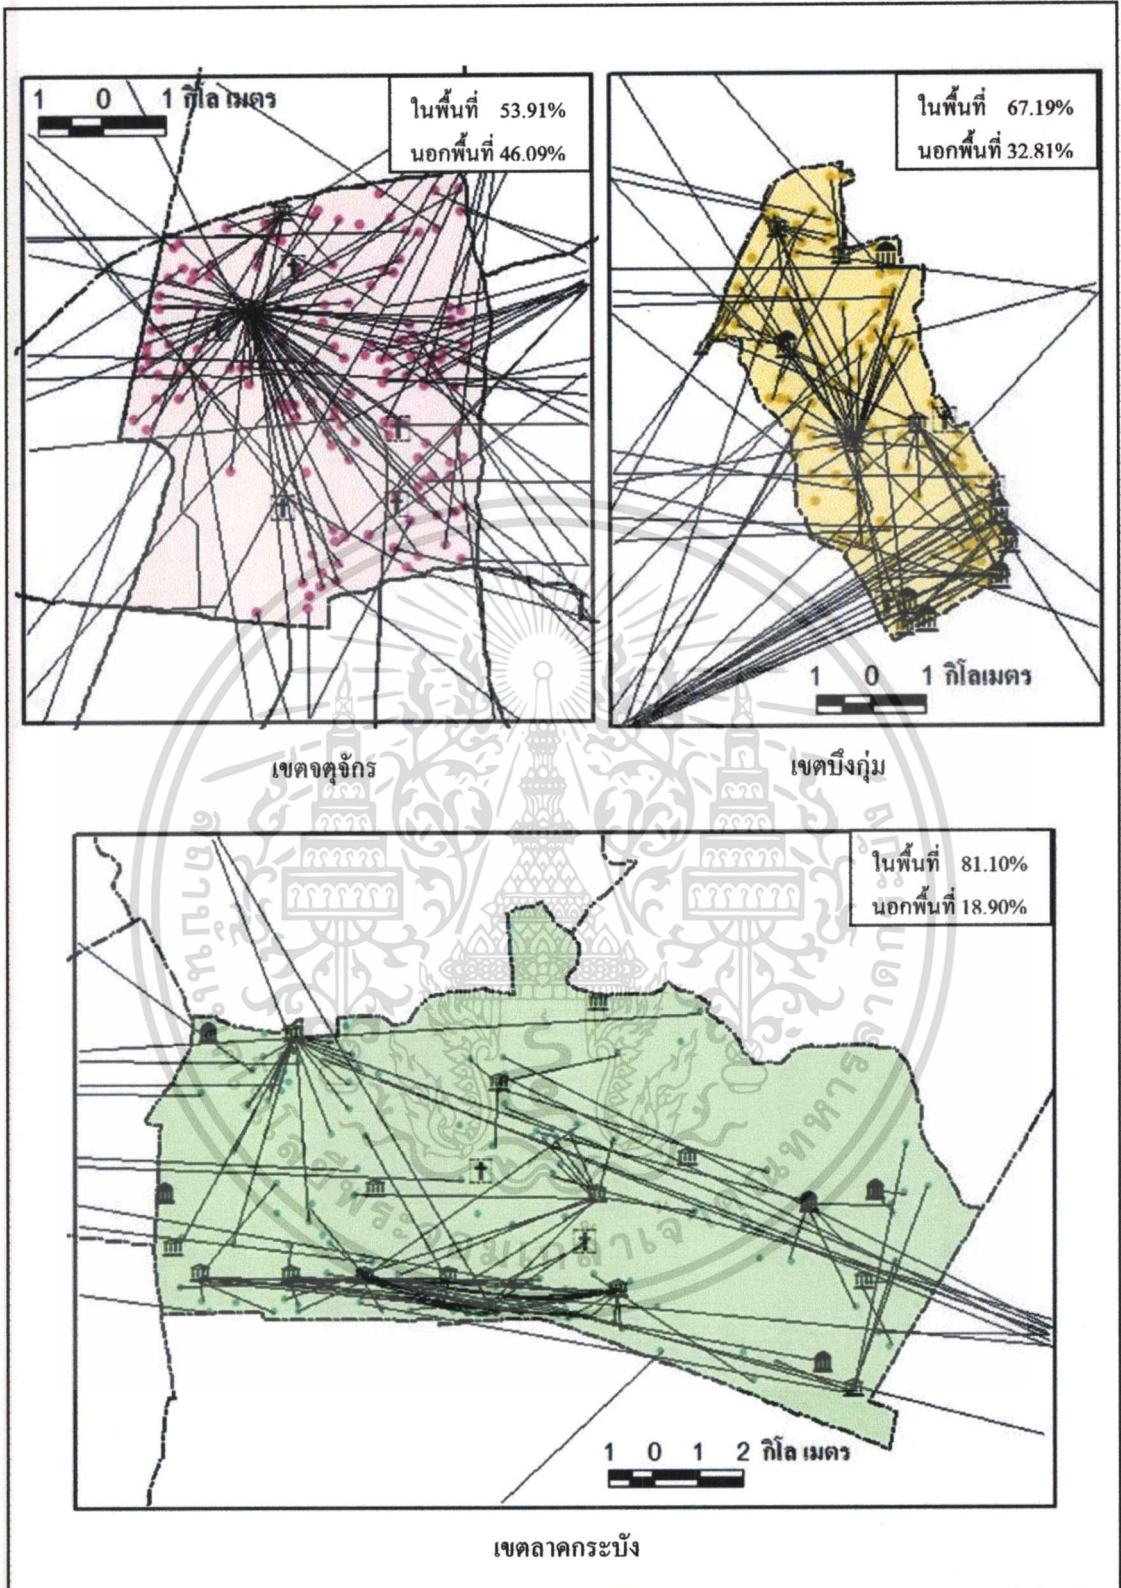 1 0 1 กิโลเมตร
ในพื้นที่ 53.91%
นอกพื้นที่ 46.09%
ในพื้นที่ 67.19%
นอกพื้นที่ 32.81%
1 0 1 กิโลเมตร
เขตจตุจักร
เขตบึงกุ่ม
ในพื้นที่ 81.10%
นอกพื้นที่ 18.90%
1 0 1 2 กิโลเมตร
เขตลาดกระบัง